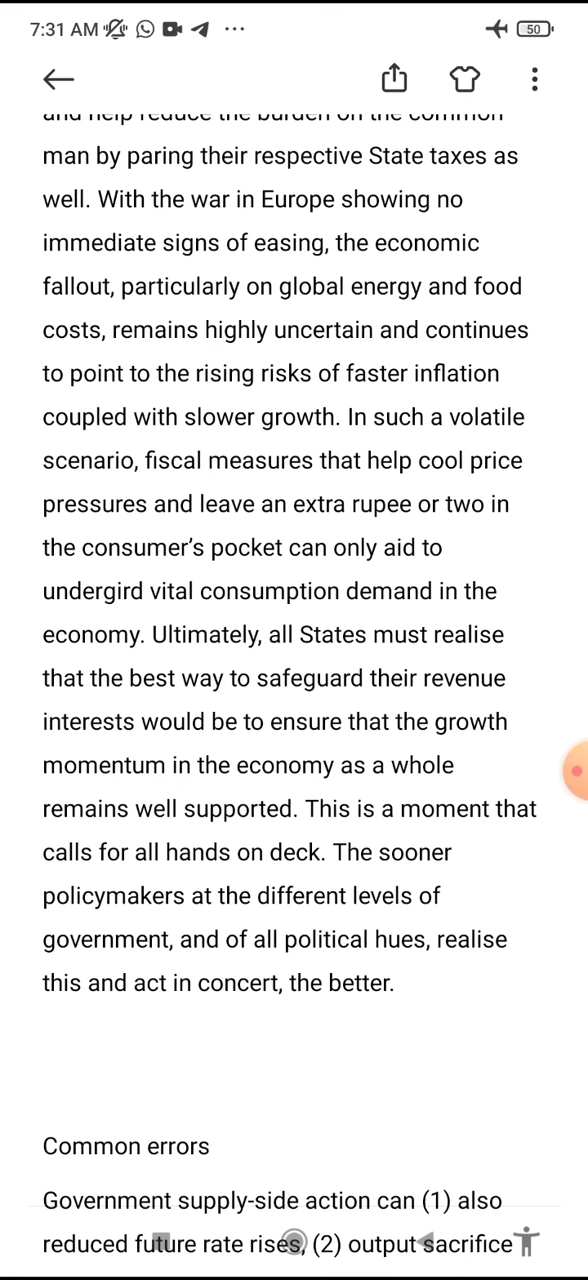 7:31 AM
50
and help reduce the burden on the common
man by paring their respective State taxes as
well. With the war in Europe showing no
immediate signs of easing, the economic
fallout, particularly on global energy and food
costs, remains highly uncertain and continues
to point to the rising risks of faster inflation
coupled with slower growth. In such a volatile
scenario, fiscal measures that help cool price
pressures and leave an extra rupee or two in
the consumer’s pocket can only aid to
undergird vital consumption demand in the
economy. Ultimately, all States must realise
that the best way to safeguard their revenue
interests would be to ensure that the growth
momentum in the economy as a whole
remains well supported. This is a moment that
calls for all hands on deck. The sooner
policymakers at the different levels of
government, and of all political hues, realise
this and act in concert, the better.
Common errors
Government supply-side action can (1) also
reduced future rate rises, (2) output sacrifice